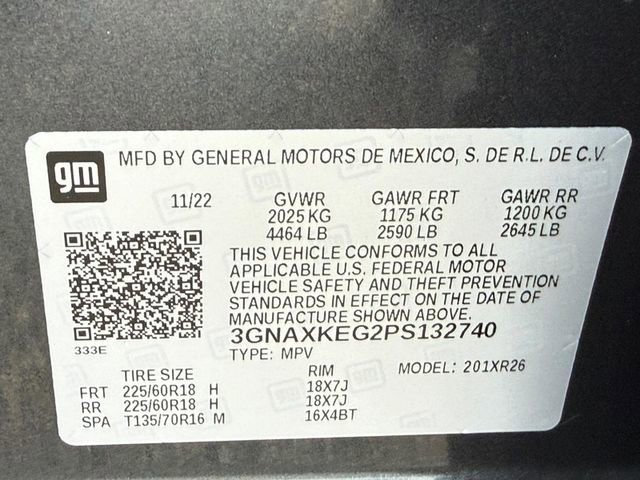 gm MFD BY GENERAL MOTORS DE MEXICO, S. DE R.L. DE C.V.
11/22 GVWR GAWR FRT GAWR RR
2025 KG 1175 KG 1200 KG
4464 LB 2590 LB 2645 LB
THIS VEHICLE CONFORMS TO ALL
APPLICABLE U.S. FEDERAL MOTOR
VEHICLE SAFETY AND THEFT PREVENTION
STANDARDS IN EFFECT ON THE DATE OF
MANUFACTURE SHOWN ABOVE.
333E 3GNAXKEG2PS132740
TYPE: MPV MODEL: 201XR26
TIRE SIZE RIM
FRT 225/60R18 H 18X7J
RR 225/60R18 H 18X7J
SPA T135/70R16 M 16X4BT